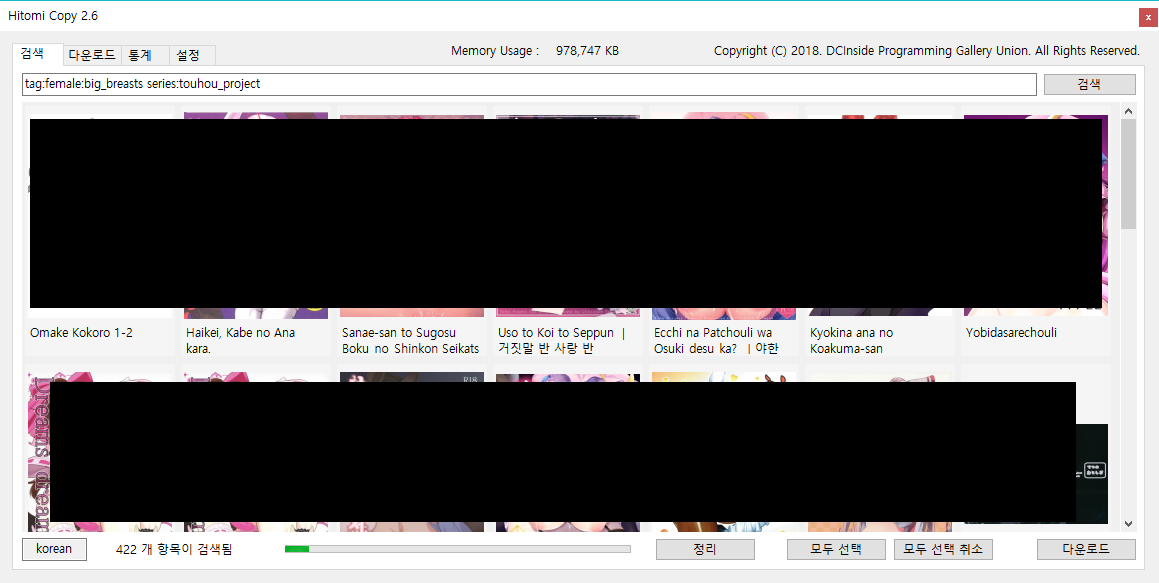 Hitomi Copy 2.6
x
검색 다운로드 통계 설정 Memory Usage : 978,747 KB Copyright (C) 2018. DCInside Programming Gallery Union. All Rights Reserved.
tag:female:big_breasts series:touhou_project 검색
Omake Kokoro 1-2
Haikei, Kabe no Ana
kara.
Sanae-san to Sugosu
Boku no Shinkon Seikats
Uso to Koi to Seppun |
거짓말 반 사랑 반
Ecchi na Patchouli wa
Osuki desu ka? | 야한
Kyokina ana no
Koakuma-san
Yobidasarechouli
R18
Dreams dream
korean 422 개 항목이 검색됨 정리 모두 선택 모두 선택 취소 다운로드